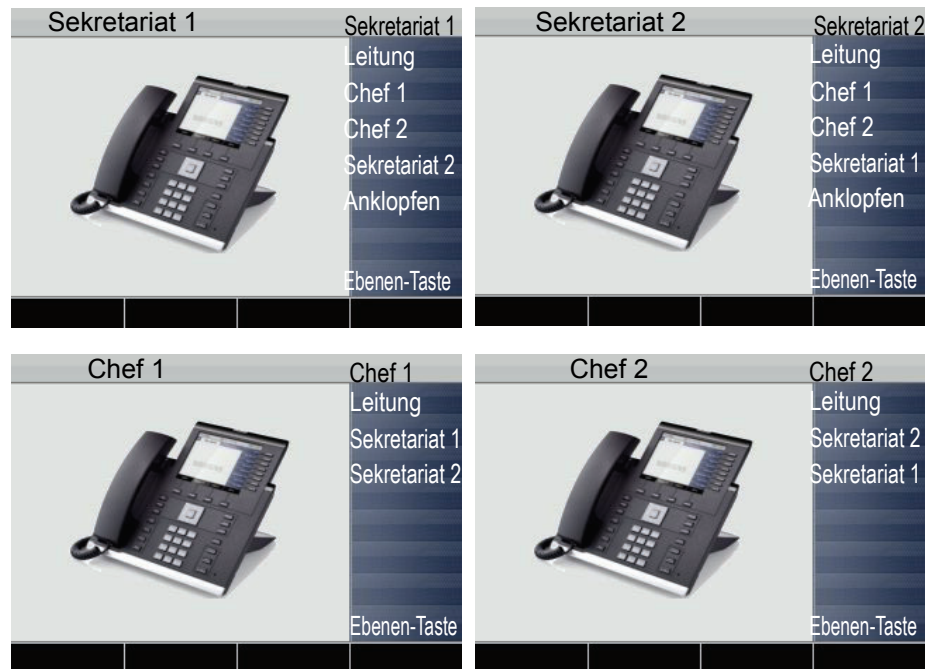 Sekretariat 1
Sekretariat 1
Leitung
Chef 1
Chef 2
Sekretariat 2
Anklopfen
Ebenen-Taste
Sekretariat 2
Sekretariat 2
Leitung
Chef 1
Chef 2
Sekretariat 1
Anklopfen
Ebenen-Taste
Chef 1
Chef 1
Leitung
Sekretariat 1
Sekretariat 2
Ebenen-Taste
Chef 2
Chef 2
Leitung
Sekretariat 2
Sekretariat 1
Ebenen-Taste